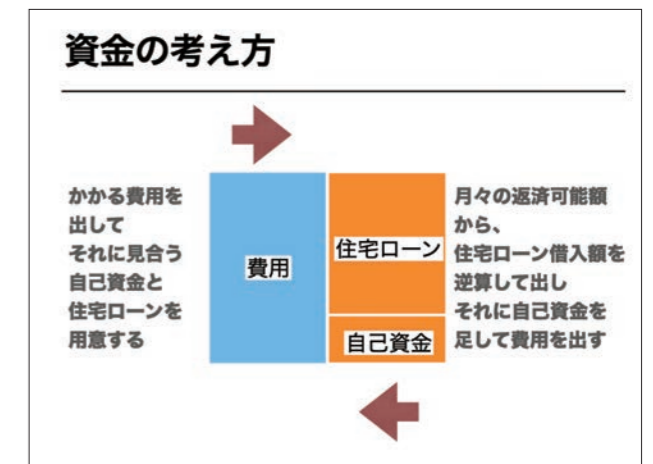 資金の考え方
かかる費用を
出して
それに見合う
自己資金と
住宅ローンを
用意する
費用
住宅ローン
自己資金
月々の返済可能額
から、
住宅ローン借入額を
逆算して出し
それに自己資金を
足して費用を出す